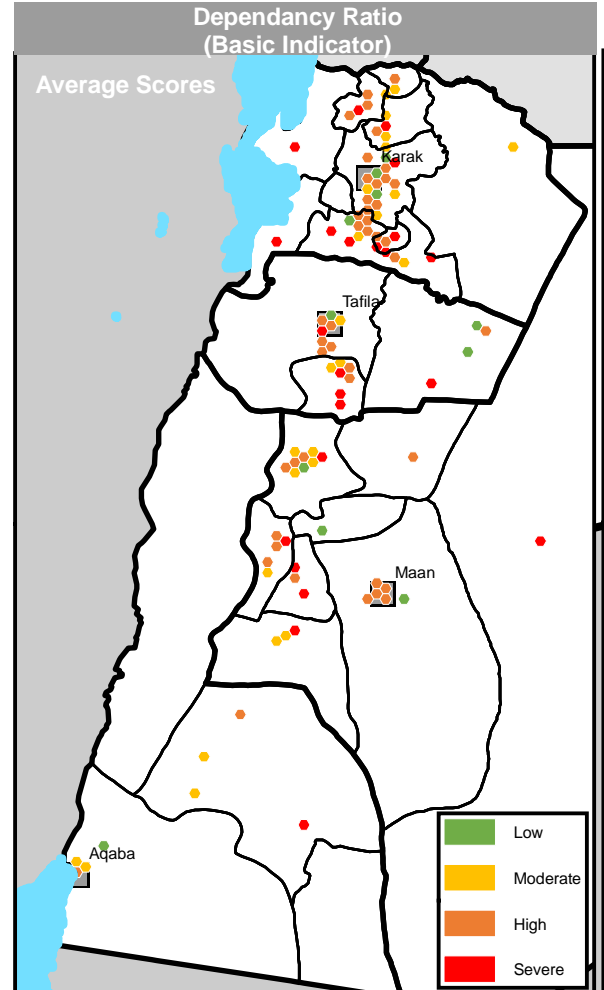 Dependancy Ratio
(Basic Indicator)
Average Scores
Karak
Tafila
Maan
Aqaba
Low
Moderate
High
Severe